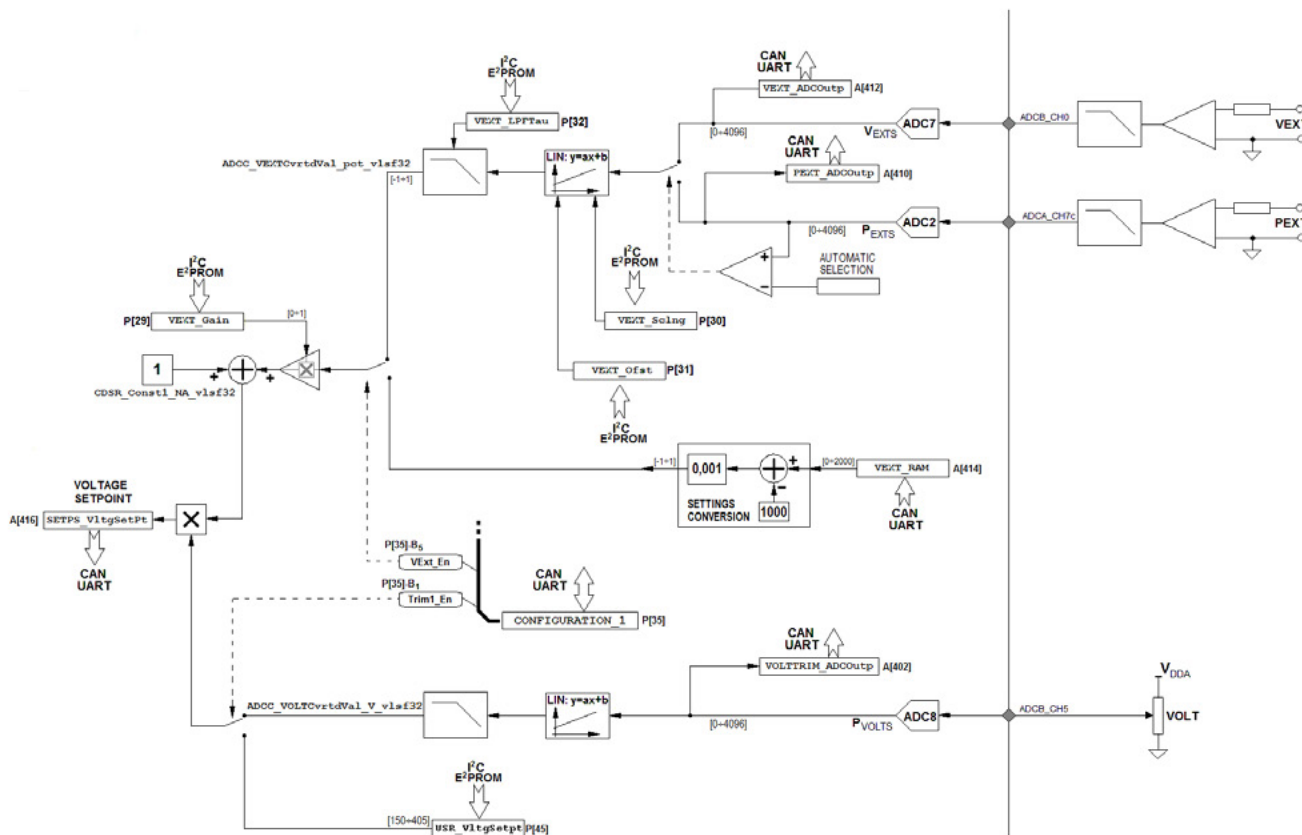 CAN
UART
VEXT_ADCOutp A[412]
I²C
E²PROM
VEXT_LPFTau P[32]
ADC7
ADCB_CH0
VEXT
[0÷4096]
VEXTS
CAN
UART
PEXT_ADCOutp A[410]
ADCC_VEXTCvrtdVal_pct_vlsf32
[-1÷1]
LIN: y=ax+b
ADC2
ADCA_CH7c
PEXT
[0÷4096]
PEXTS
+
−
AUTOMATIC
SELECTION
I²C
E²PROM
I²C
E²PROM
P[29] VEXT_Gain
[0÷1]
VEXT_Sclng P[30]
1
+
+
CDSR_Const1_NA_vlsf32
VEXT_Ofst P[31]
I²C
E²PROM
[-1÷1]
0,001
+
−
1000
SETTINGS
CONVERSION
[0÷2000]
VEXT_RAM A[414]
CAN
UART
VOLTAGE
SETPOINT
A[416] SETPS_VltgSetPt
CAN
UART
P[35]-B5
VExt_En
P[35]-B1
Trim1_En
CAN
UART
CONFIGURATION_1 P[35]
CAN
UART
VOLTTRIM_ADCOutp A[402]
VDDA
ADCC_VOLTCvrtdVal_V_vlsf32
LIN: y=ax+b
[0÷4096]
PVOLTS
ADC8
ADCB_CH5
VOLT
I²C
E²PROM
[150÷405]
USR_VltgSetpt P[45]